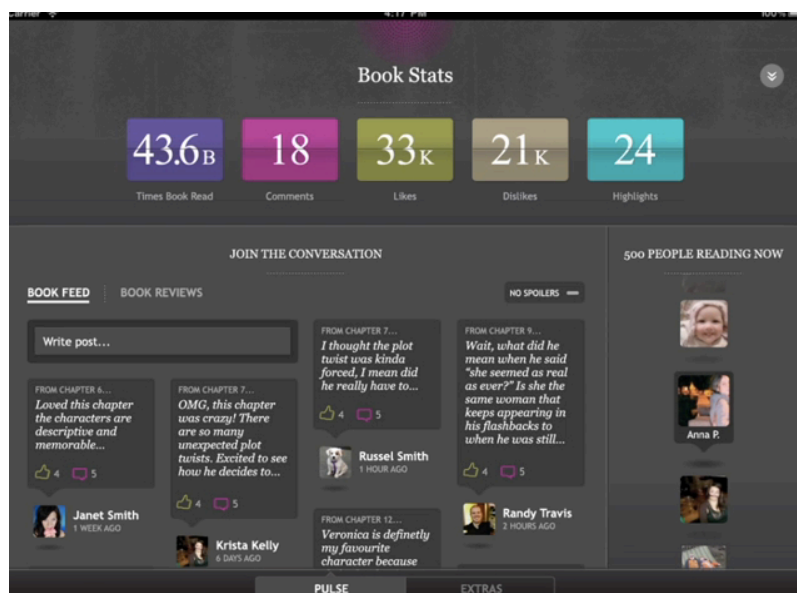 Carrier
4:17 PM
100%
Book Stats
43.6B
18
33K
21K
24
Times Book Read
Comments
Likes
Dislikes
Highlights
JOIN THE CONVERSATION
500 PEOPLE READING NOW
BOOK FEED
BOOK REVIEWS
NO SPOILERS
Write post...
FROM CHAPTER 6...
Loved this chapter
the characters are
descriptive and
memorable...
4
5
Janet Smith
1 WEEK AGO
FROM CHAPTER 7...
OMG, this chapter
was crazy! There
are so many
unexpected plot
twists. Excited to see
how he decides to...
4
5
Krista Kelly
6 DAYS AGO
FROM CHAPTER 7...
I thought the plot
twist was kinda
forced, I mean did
he really have to...
4
5
Russel Smith
1 HOUR AGO
FROM CHAPTER 12...
Veronica is definetly
my favourite
character because
FROM CHAPTER 9...
Wait, what did he
mean when he said
“she seemed as real
as ever?” Is she the
same woman that
keeps appearing in
his flashbacks to
when he was still...
4
5
Randy Travis
2 HOURS AGO
Anna P.
PULSE
EXTRAS